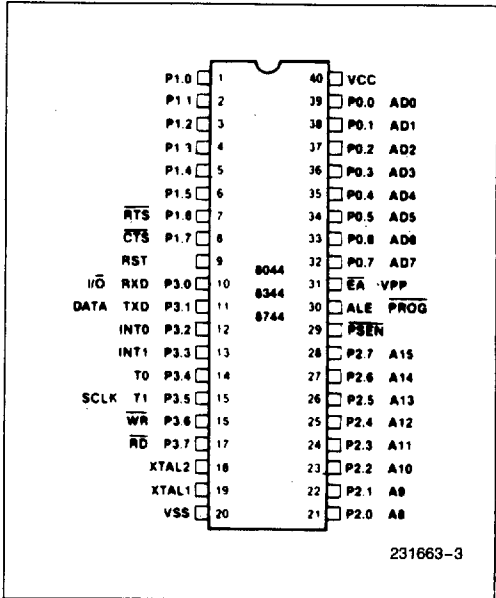 P1.0 1 40 VCC
P1.1 2 39 P0.0 AD0
P1.2 3 38 P0.1 AD1
P1.3 4 37 P0.2 AD2
P1.4 5 36 P0.3 AD3
P1.5 6 35 P0.4 AD4
RTS P1.6 7 34 P0.5 AD5
CTS P1.7 8 33 P0.6 AD6
RST 9 32 P0.7 AD7
8044
I/O RXD P3.0 10 31 EA VPP
8344
DATA TXD P3.1 11 30 ALE PROG
8744
INT0 P3.2 12 29 PSEN
INT1 P3.3 13 28 P2.7 A15
T0 P3.4 14 27 P2.6 A14
SCLK T1 P3.5 15 26 P2.5 A13
WR P3.6 15 25 P2.4 A12
RD P3.7 17 24 P2.3 A11
XTAL2 18 23 P2.2 A10
XTAL1 19 22 P2.1 A9
VSS 20 21 P2.0 A8
231663-3